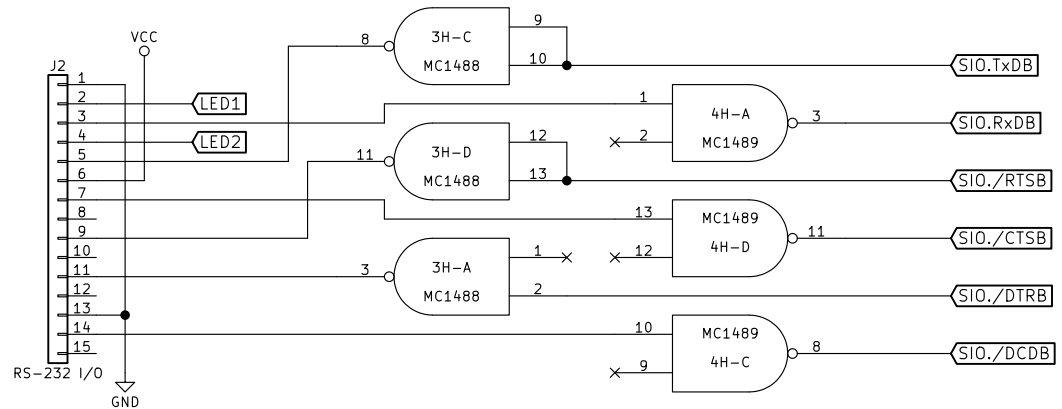 J2
VCC
1
2
3
4
5
6
7
8
9
10
11
12
13
14
15
RS-232 I/O
GND
LED1
LED2
8
3H-C
MC1488
9
10
SIO.TxDB
1
2
4H-A
MC1489
3
SIO.RxDB
11
3H-D
MC1488
12
13
SIO./RTSB
13
12
MC1489
4H-D
11
SIO./CTSB
3
3H-A
MC1488
1
2
SIO./DTRB
10
9
MC1489
4H-C
8
SIO./DCDB